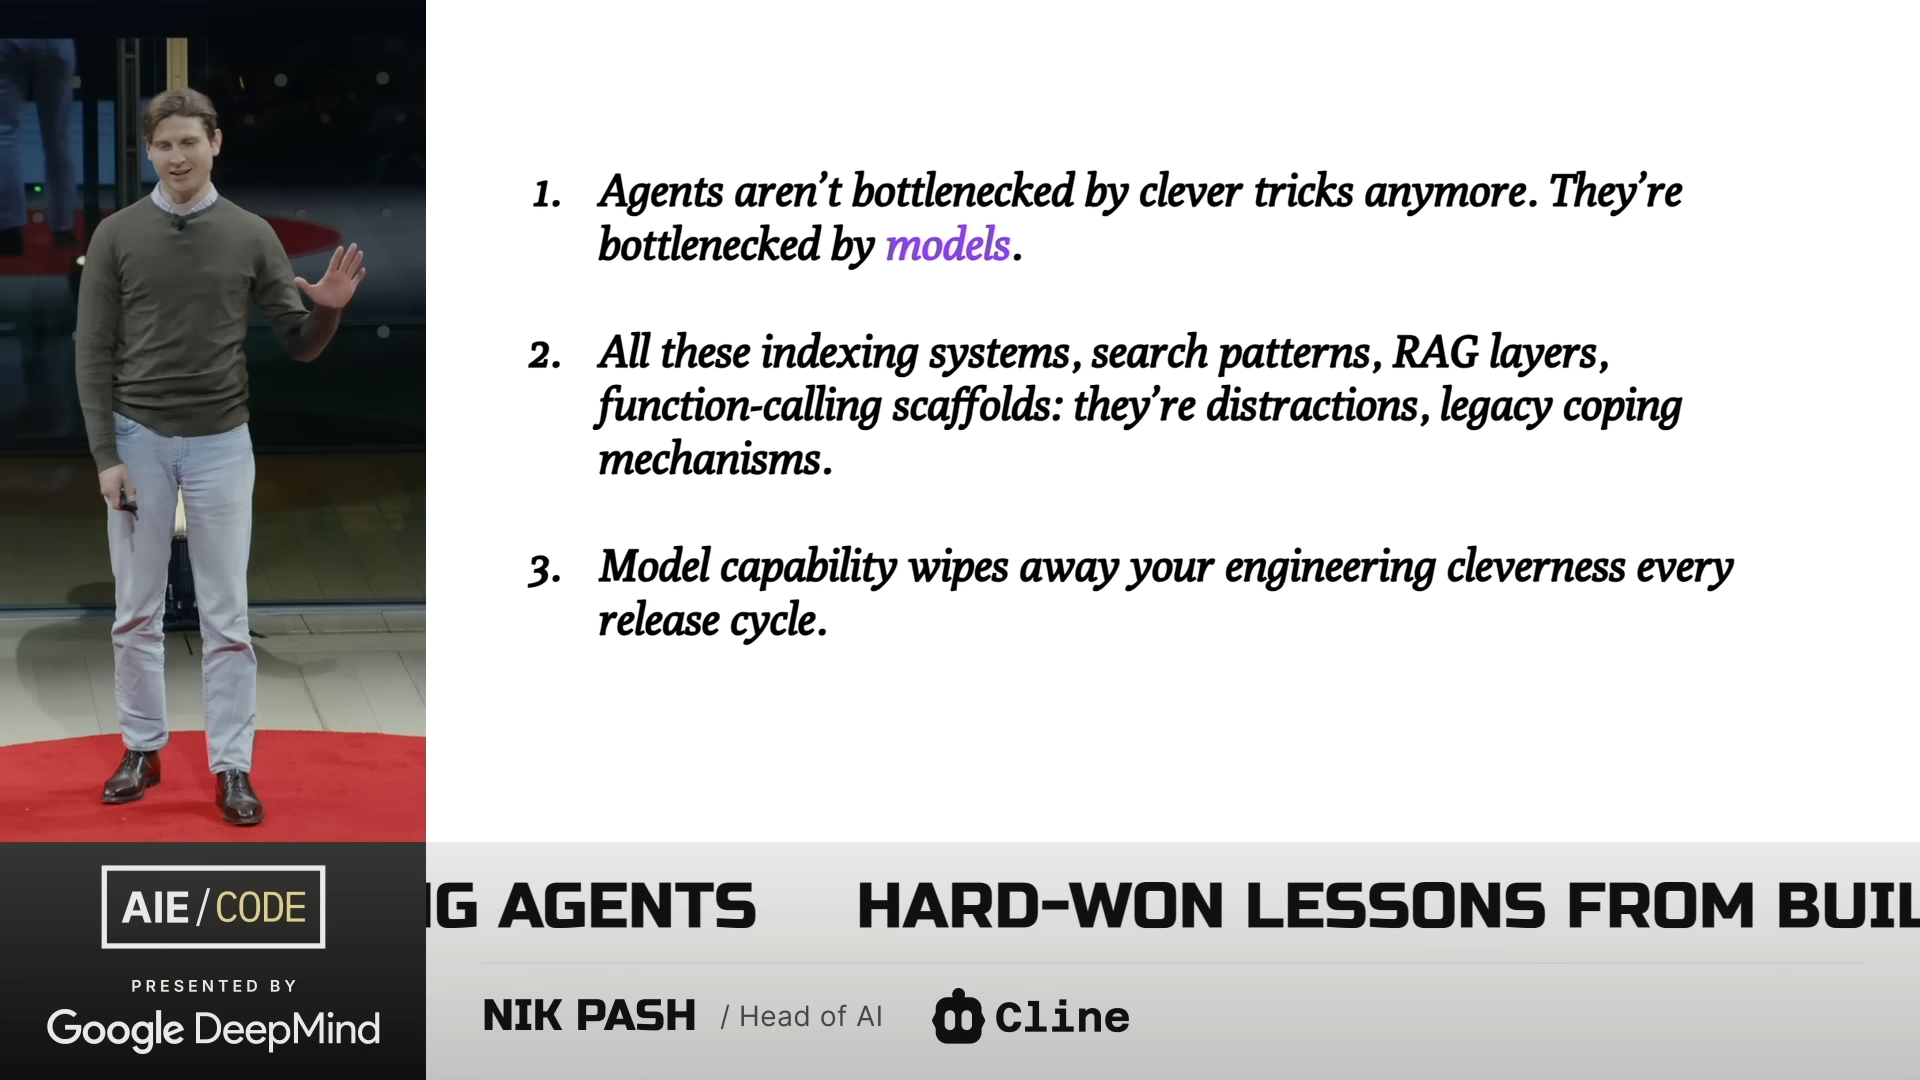 1. Agents aren’t bottlenecked by clever tricks anymore. They’re
bottlenecked by models.
2. All these indexing systems, search patterns, RAG layers,
function-calling scaffolds: they’re distractions, legacy coping
mechanisms.
3. Model capability wipes away your engineering cleverness every
release cycle.
AIE/CODE
PRESENTED BY
Google DeepMind
G AGENTS HARD-WON LESSONS FROM BUIL
NIK PASH / Head of AI Cline